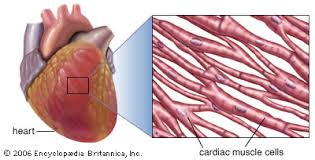 heart
cardiac muscle cells
© 2006 Encyclopædia Britannica, Inc.